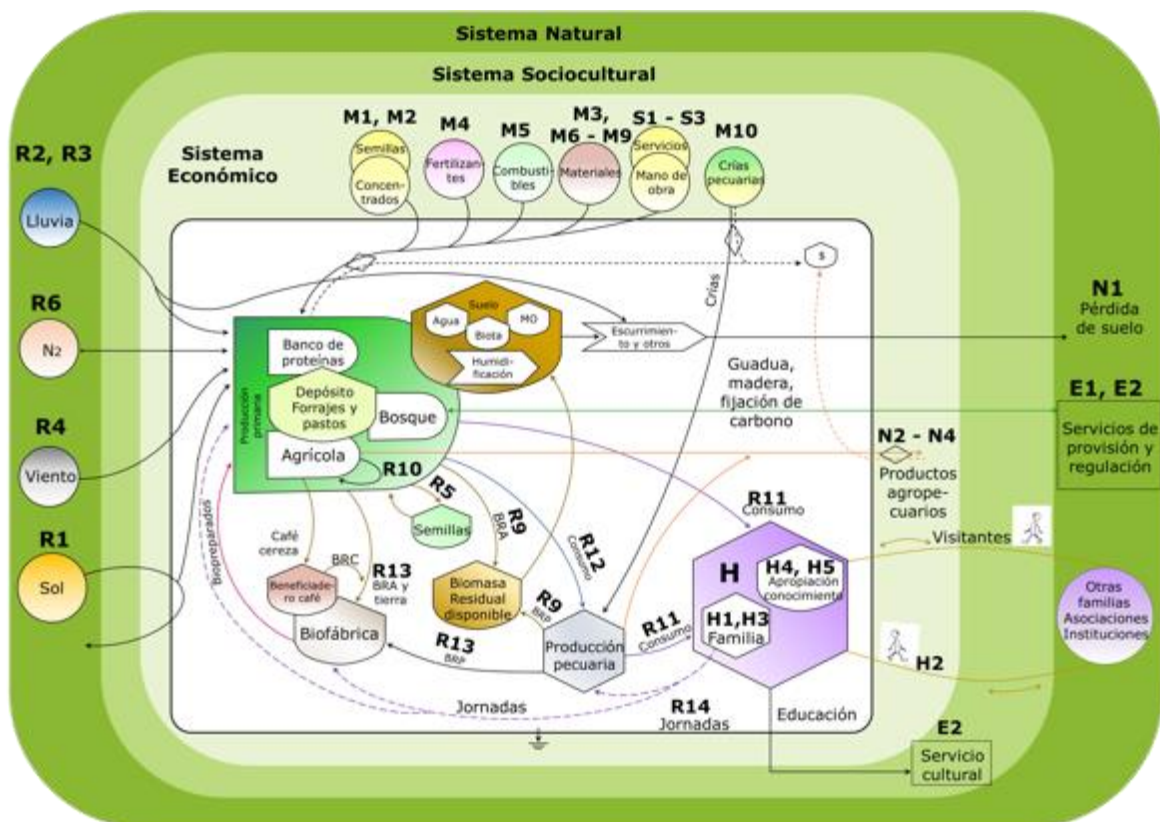 Sistema Natural
Sistema Sociocultural
Sistema
Económico
M1, M2
Semillas
Concen-
trados
M4
Fertilizan-
tes
M5
Combusti-
bles
M3,
M6 - M9
Materiales
S1 - S3
Servicios
Mano de
obra
M10
Crías
pecuarias
R2, R3
Lluvia
R6
N2
R4
Viento
R1
Sol
$
Crías
Suelo
Agua
MO
Biota
Humidi-
ficación
Escurrimien-
to y otros
N1
Pérdida
de suelo
Producción
primaria
Banco de
proteínas
Depósito
Forrajes y
pastos
Bosque
Agrícola
Guadua,
madera,
fijación de
carbono
E1, E2
Servicios de
provisión y
regulación
N2 - N4
Productos
agrope-
cuarios
R10
R5
Semillas
R9
BRA
R12
Consumo
R11
Consumo
Visitantes
Biopreparados
Café
cereza
BRC
R13
BRA y
tierra
Beneficiade-
ro café
Biofábrica
Biomasa
Residual
disponible
R9
BRP
R13
BRP
Producción
pecuaria
R11
Consumo
H
H4, H5
Apropiación
conocimiento
H1,H3
Familia
Otras
familias
Asociaciones
Instituciones
H2
Jornadas
R14
Jornadas
Educación
E2
Servicio
cultural